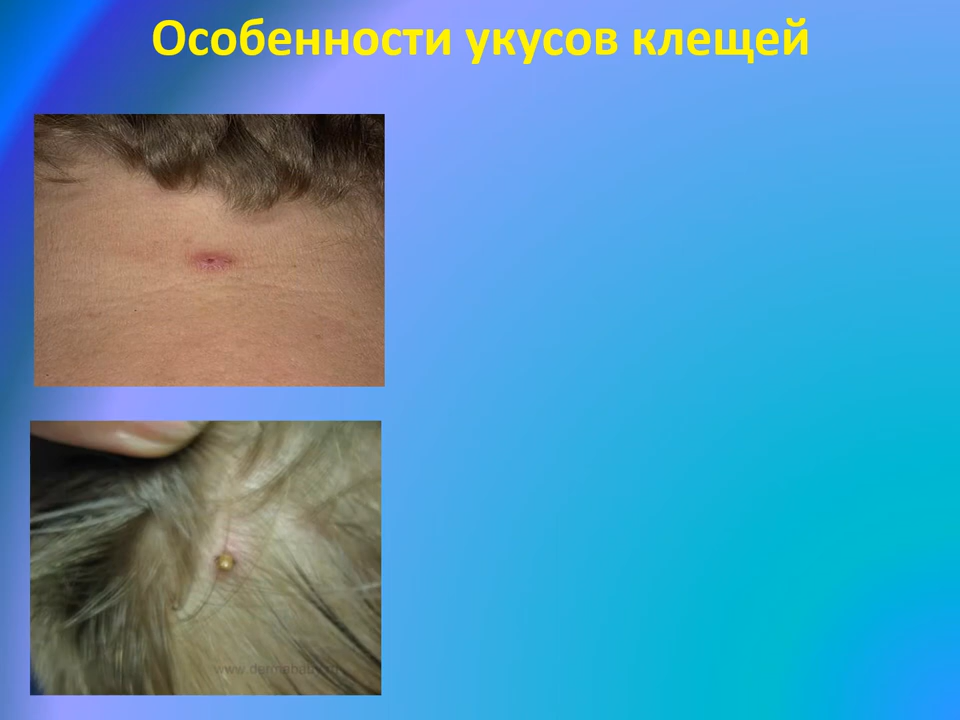 Особенности укусов клещей